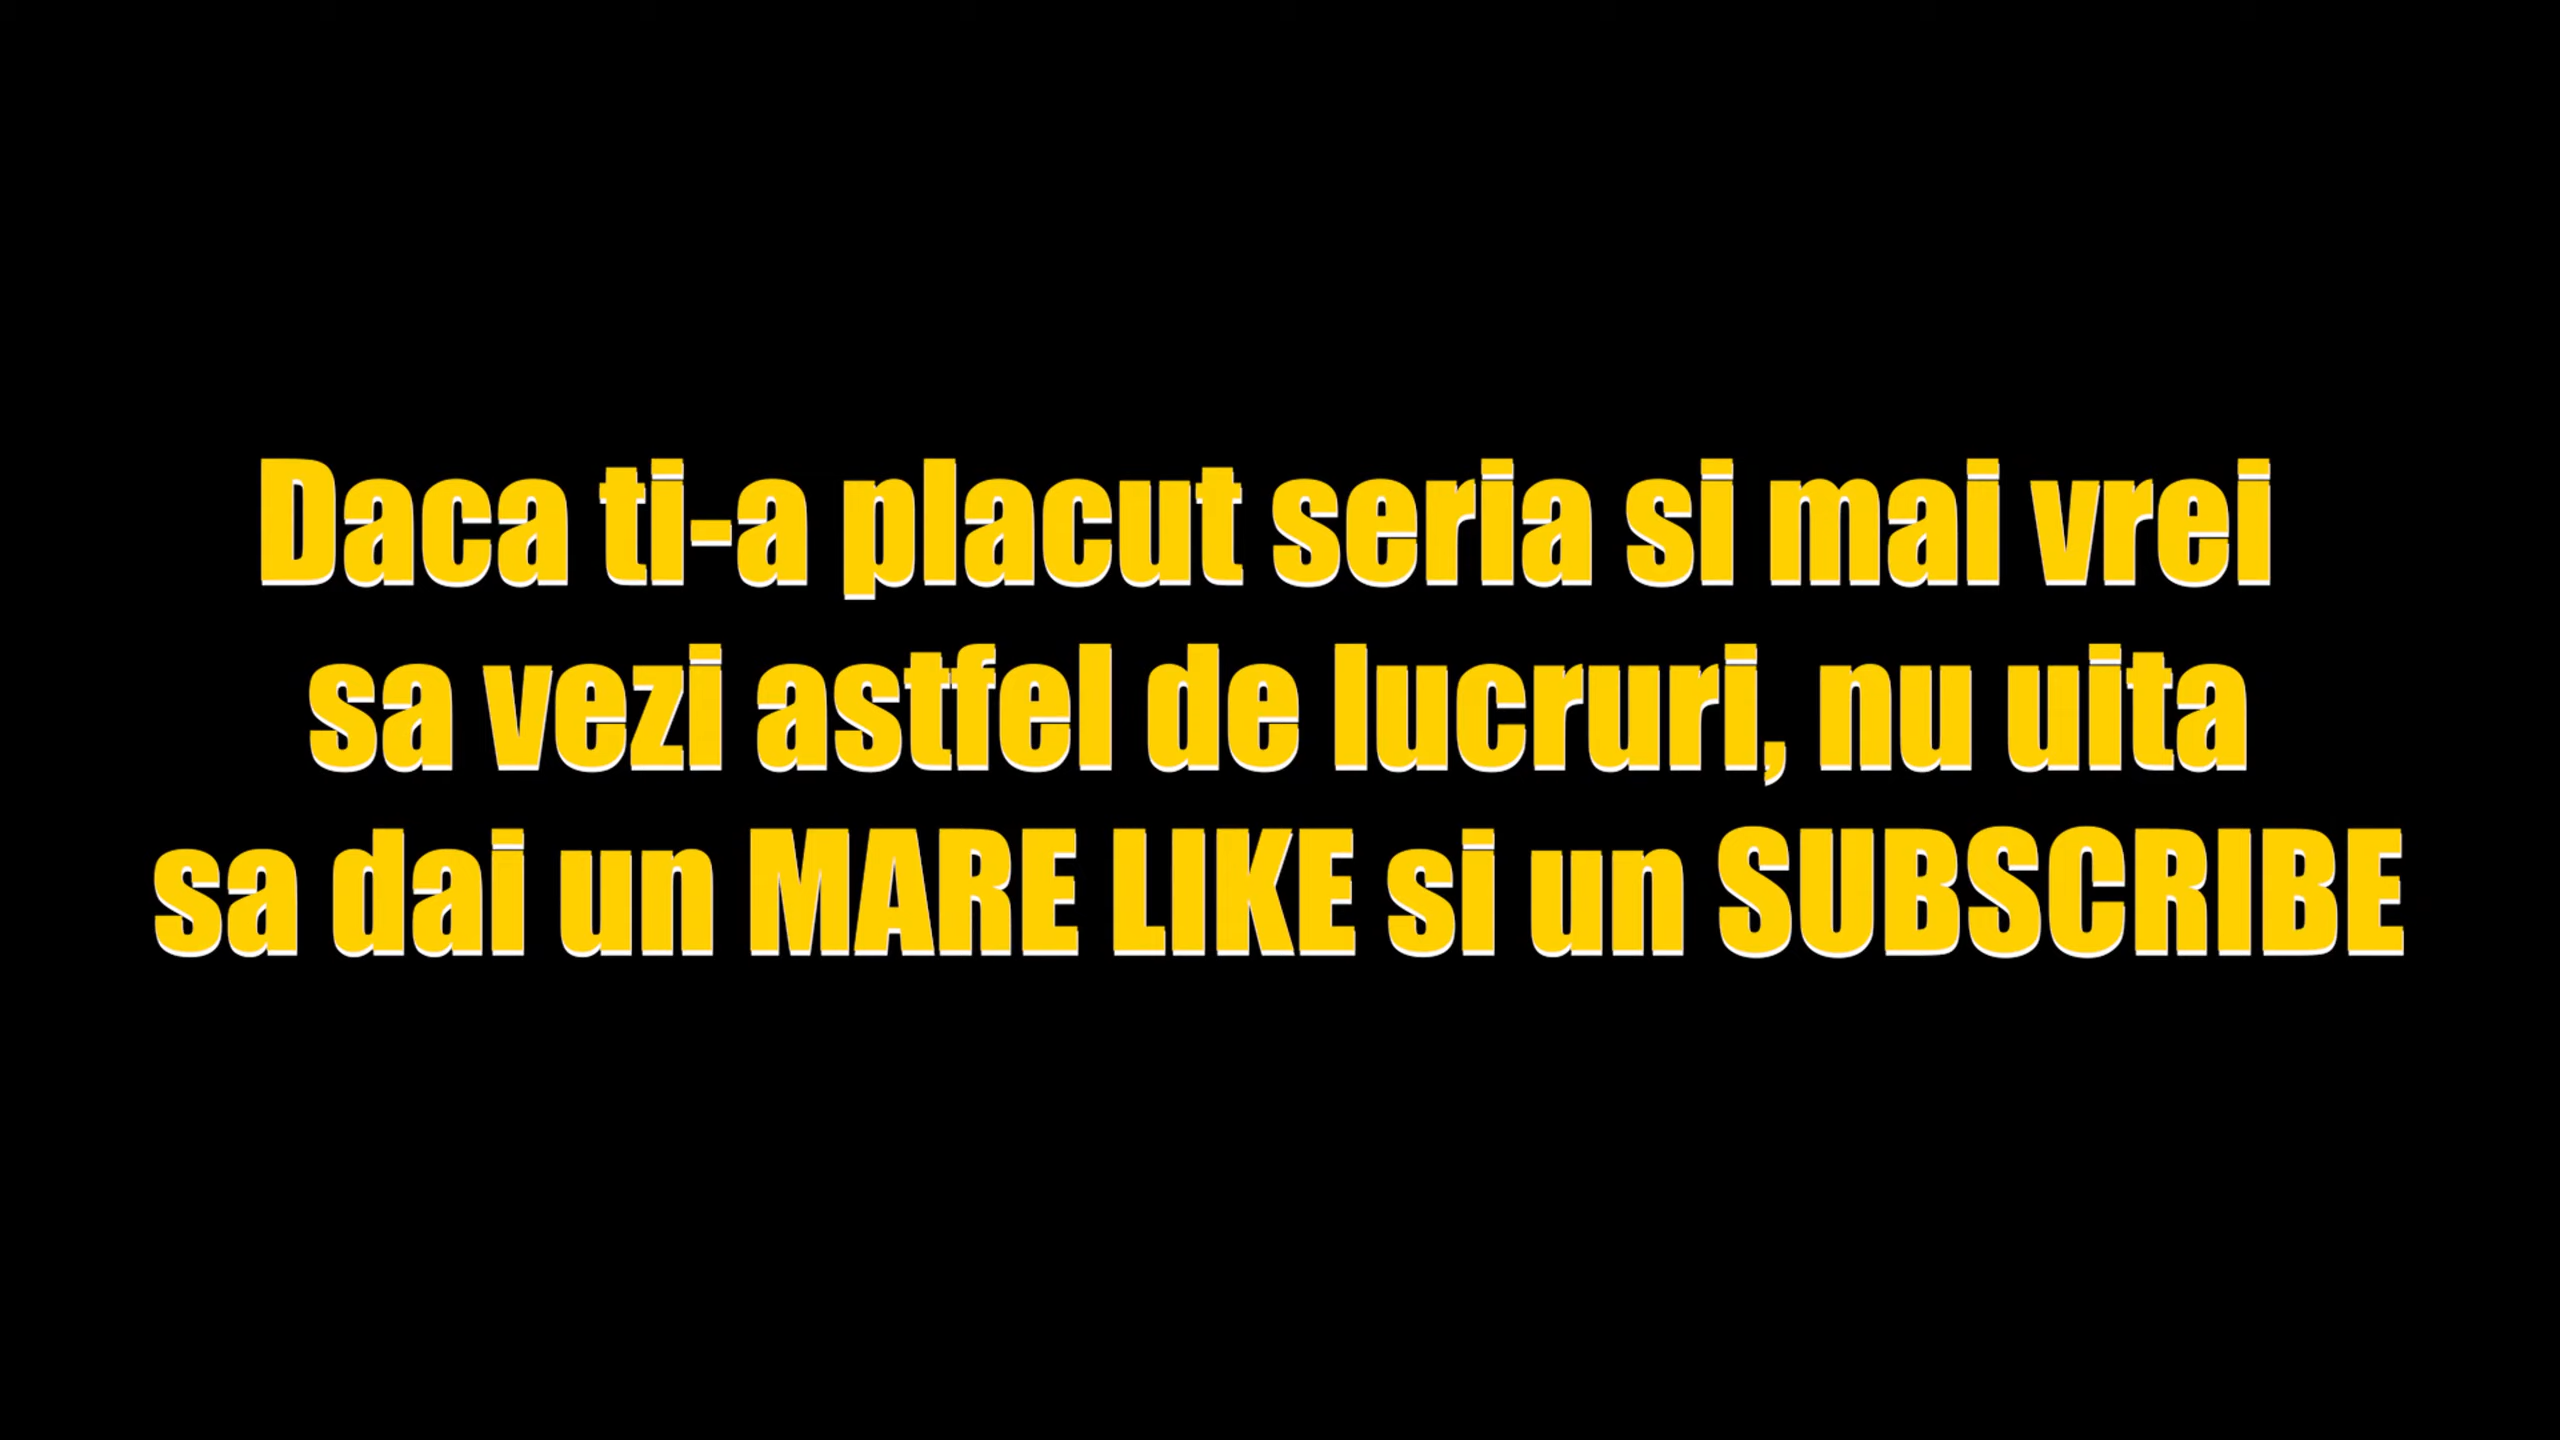 Daca ti-a placut seria si mai vrei
sa vezi astfel de lucruri, nu uita
sa dai un MARE LIKE si un SUBSCRIBE